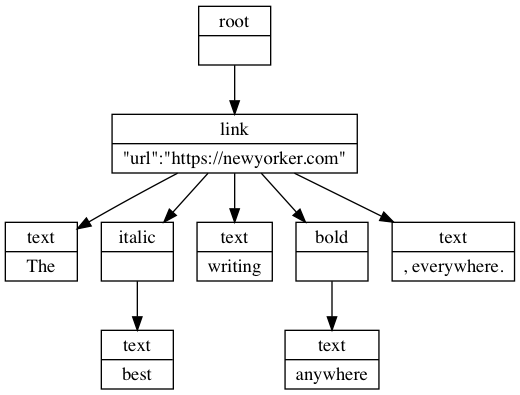 root
link
"url":"https://newyorker.com"
text italic text bold text
The writing , everywhere.
text text
best anywhere